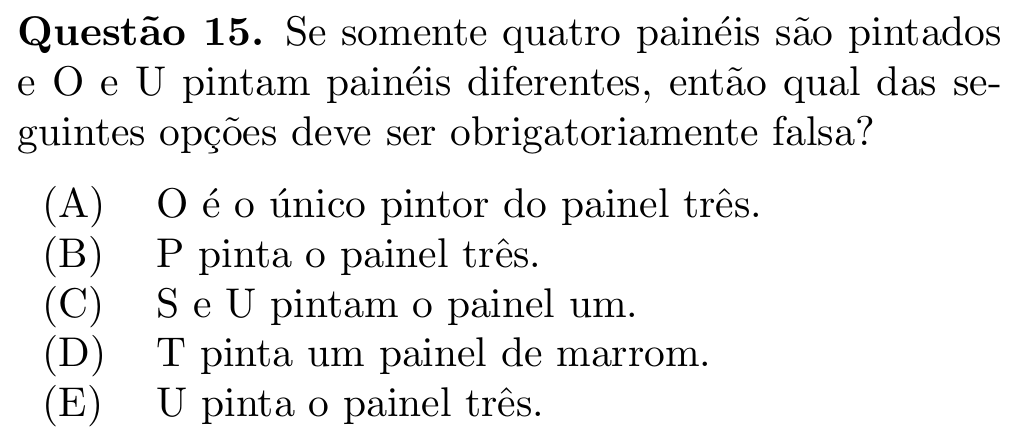 Questão 15. Se somente quatro painéis são pintados
e O e U pintam painéis diferentes, então qual das se-
guintes opções deve ser obrigatoriamente falsa?
(A) O é o único pintor do painel três.
(B) P pinta o painel três.
(C) S e U pintam o painel um.
(D) T pinta um painel de marrom.
(E) U pinta o painel três.